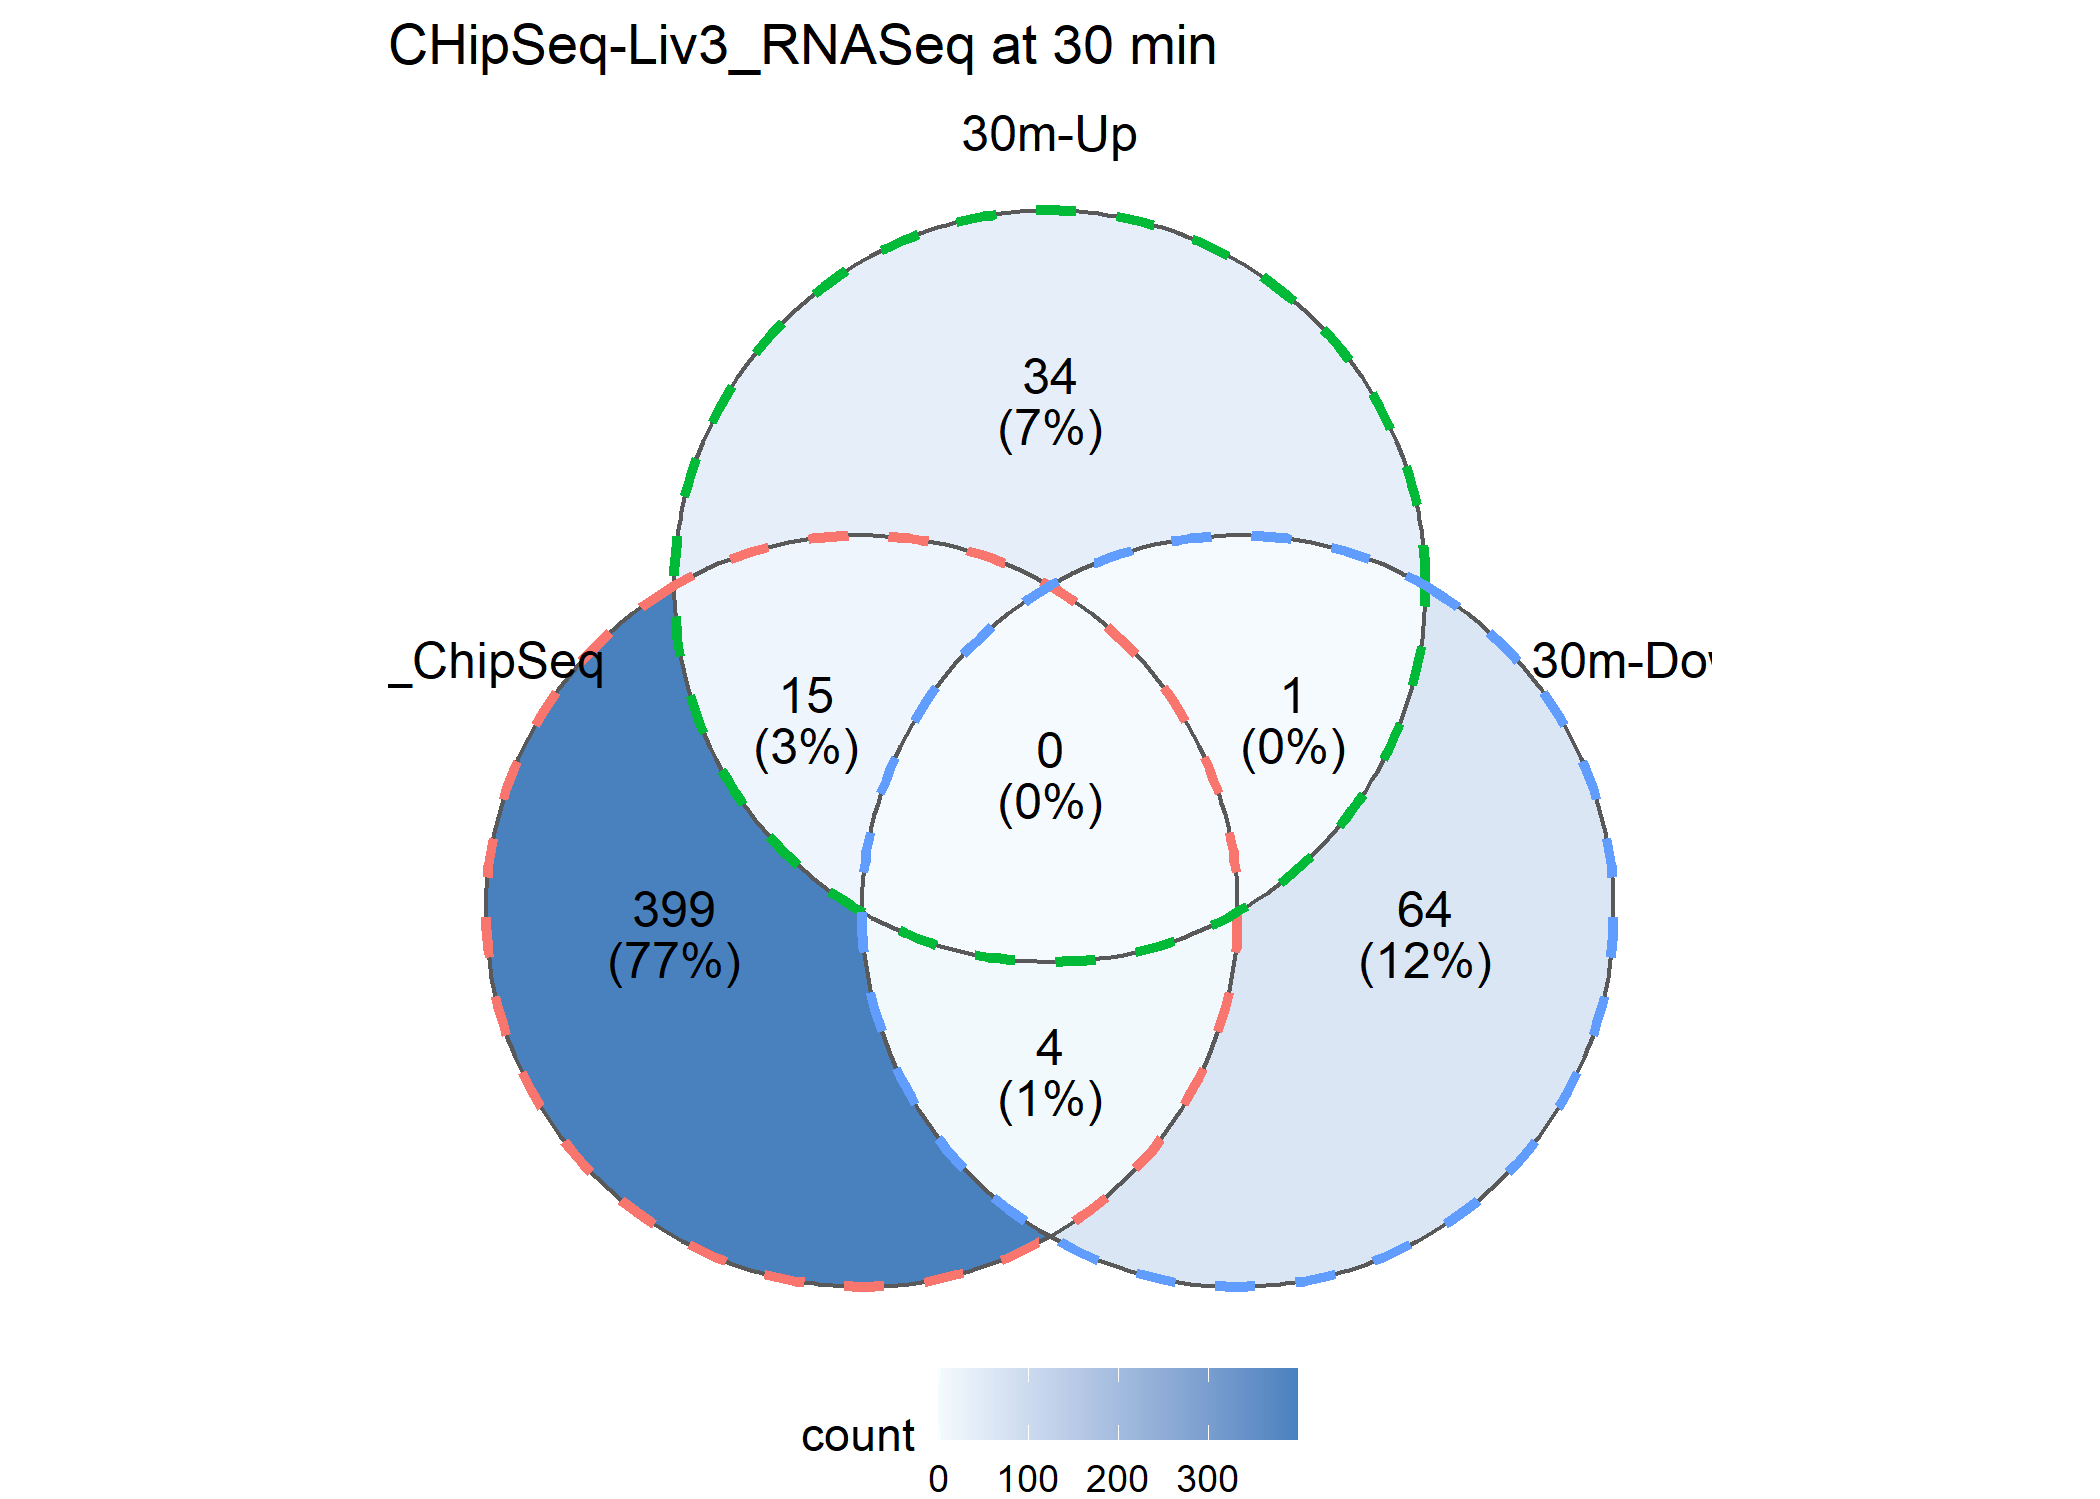 CHipSeq-Liv3_RNASeq at 30 min
30m-Up
34
(7%)
_ChipSeq
30m-Do
15
(3%)
1
(0%)
0
(0%)
399
(77%)
64
(12%)
4
(1%)
count
0 100 200 300